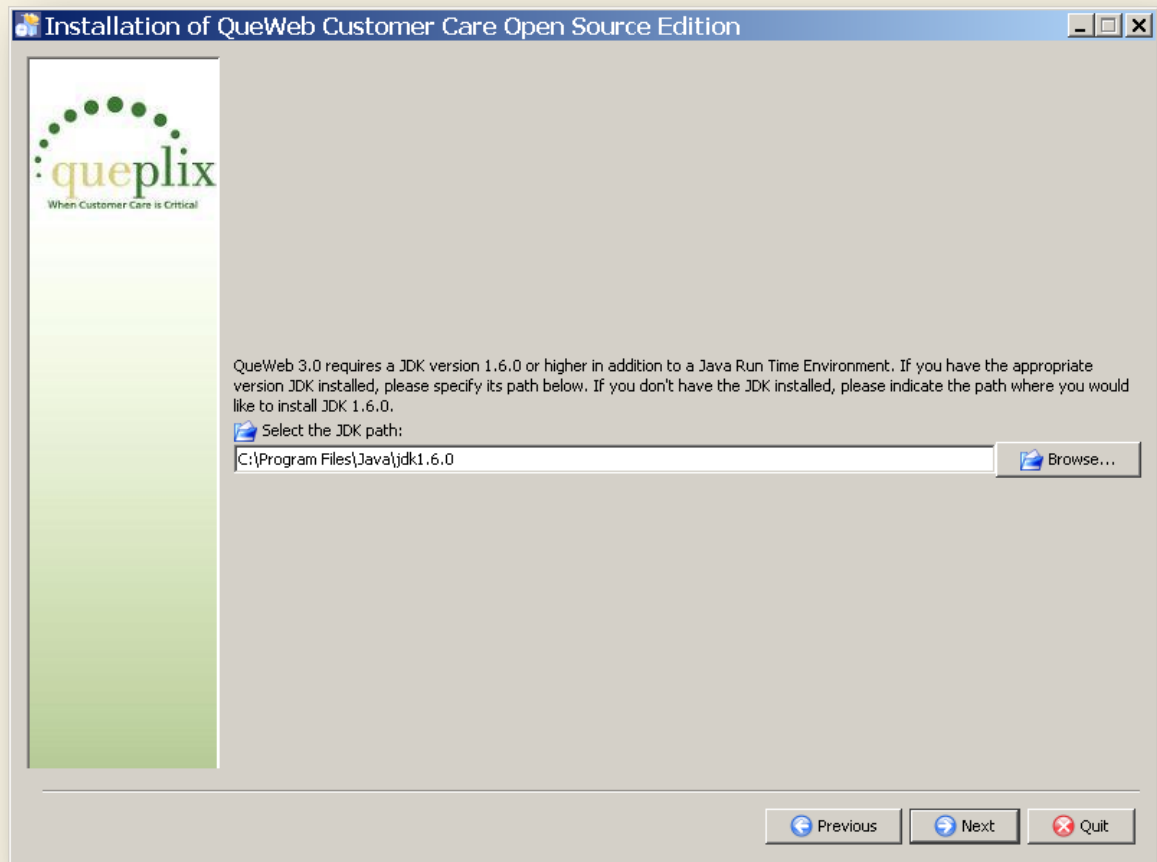 Installation of QueWeb Customer Care Open Source Edition
queplix
When Customer Care is Critical
QueWeb 3.0 requires a JDK version 1.6.0 or higher in addition to a Java Run Time Environment. If you have the appropriate
version JDK installed, please specify its path below. If you don't have the JDK installed, please indicate the path where you would
like to install JDK 1.6.0.
Select the JDK path:
C:\Program Files\Java\jdk1.6.0
Browse...
Previous
Next
Quit